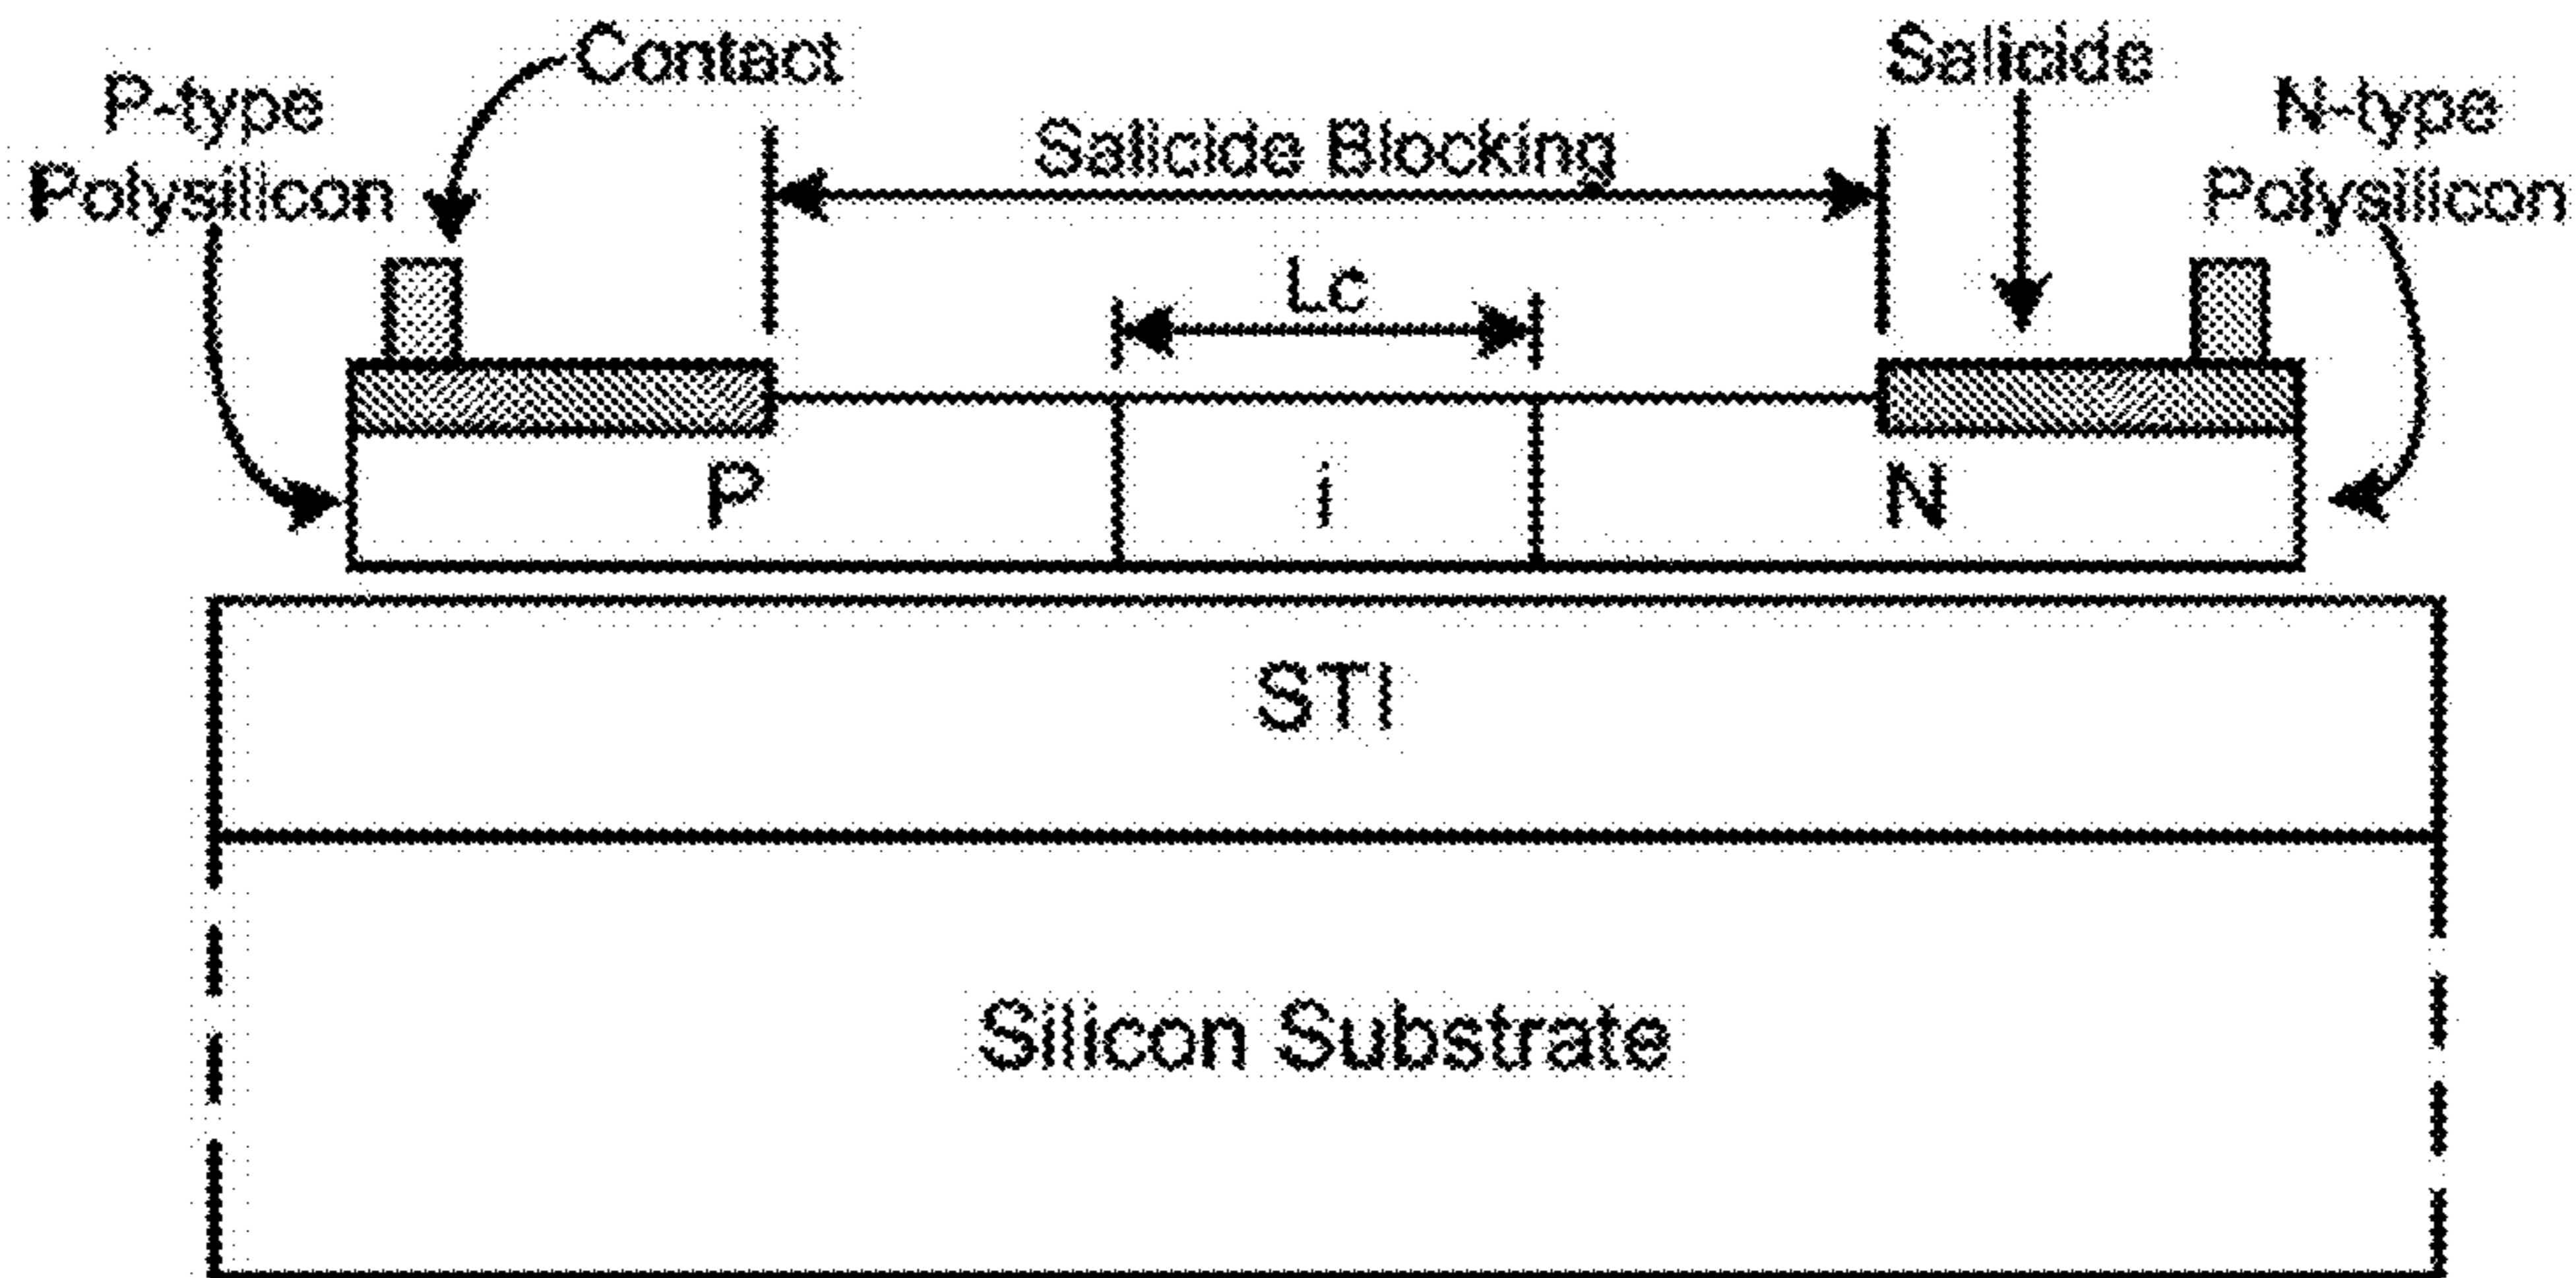 Contact
Salicide
P-type
Polysilicon
Salicide Blocking
N-type
Polysilicon
Lc
P
i
N
STI
Silicon Substrate